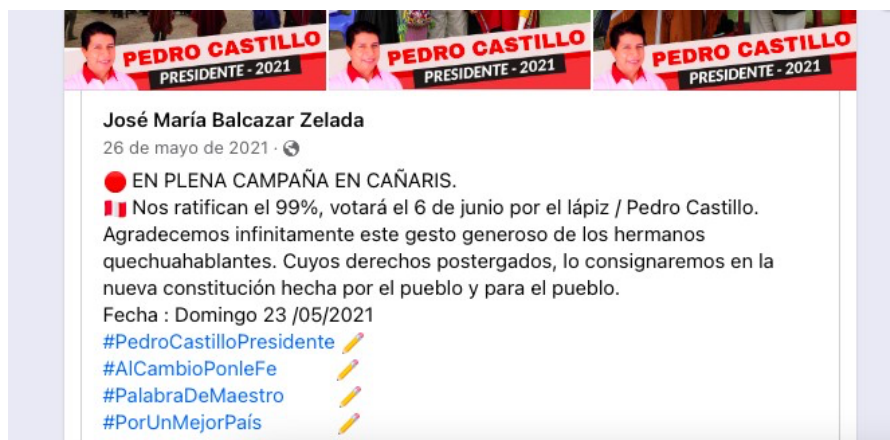 PEDRO CASTILLO
PRESIDENTE - 2021
PEDRO CASTILLO
PRESIDENTE - 2021
PEDRO CASTILLO
PRESIDENTE - 2021
José María Balcazar Zelada
26 de mayo de 2021 ·
🔴 EN PLENA CAMPAÑA EN CAÑARIS.
🇵🇪 Nos ratifican el 99%, votará el 6 de junio por el lápiz / Pedro Castillo.
Agradecemos infinitamente este gesto generoso de los hermanos
quechuahablantes. Cuyos derechos postergados, lo consignaremos en la
nueva constitución hecha por el pueblo y para el pueblo.
Fecha : Domingo 23 /05/2021
#PedroCastilloPresidente ✏️
#AlCambioPonleFe ✏️
#PalabraDeMaestro ✏️
#PorUnMejorPaís ✏️